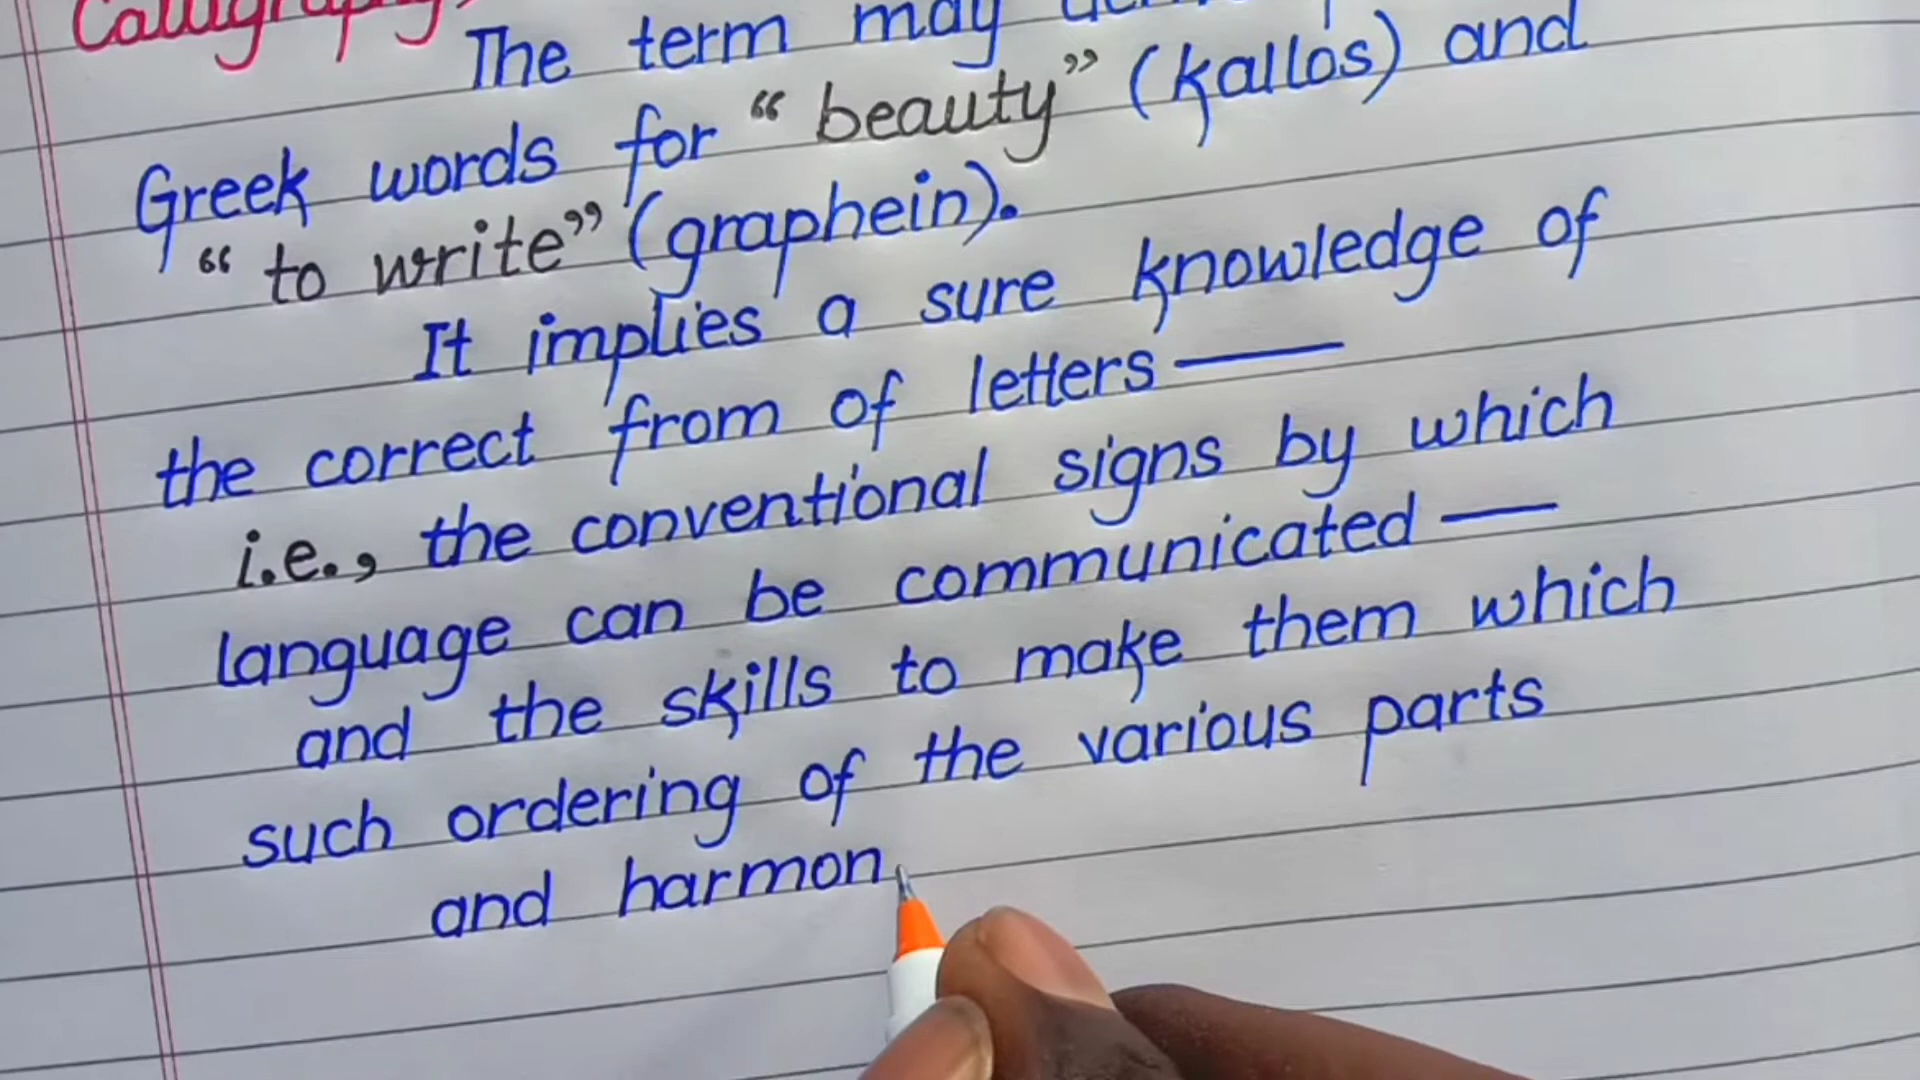 Calligraphy
The term may
Greek words for “beauty” (kallos) and
“to write” (graphein).
It implies a sure knowledge of
the correct from of letters —
i.e., the conventional signs by which
language can be communicated —
and the skills to make them which
such ordering of the various parts
and harmon